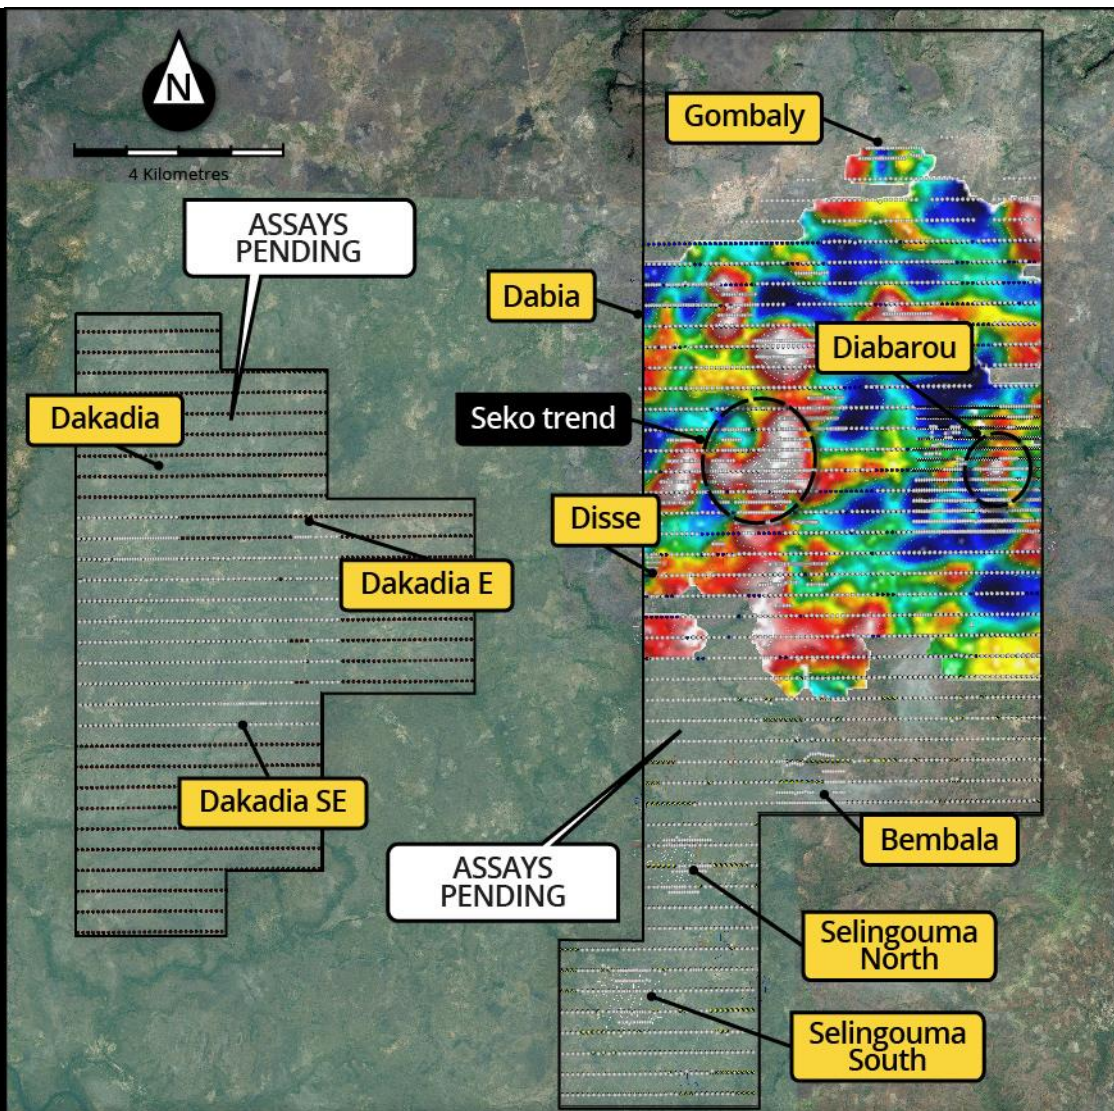 N
4 Kilometres
ASSAYS
PENDING
Gombaly
Dabia
Diabarou
Dakadia
Seko trend
Disse
Dakadia E
Dakadia SE
Bembala
ASSAYS
PENDING
Selingouma
North
Selingouma
South